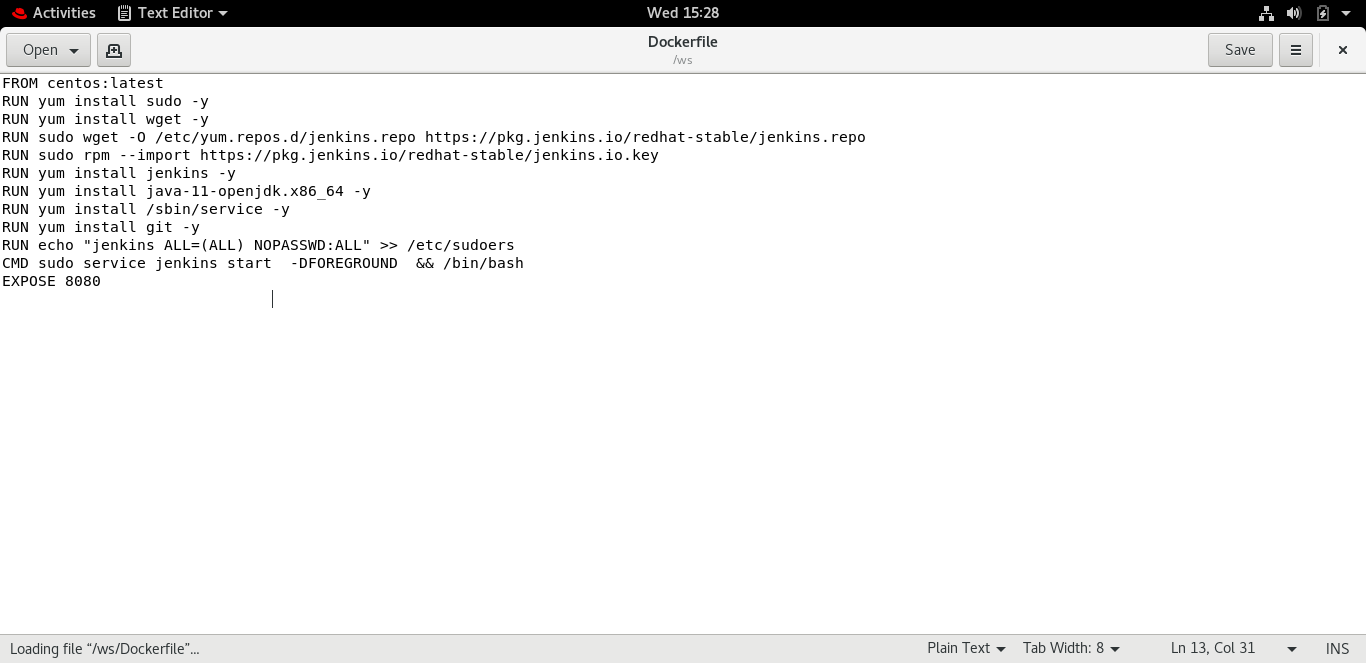 Activities Text Editor Wed 15:28
Open Dockerfile Save
/ws
FROM centos:latest
RUN yum install sudo -y
RUN yum install wget -y
RUN sudo wget -O /etc/yum.repos.d/jenkins.repo https://pkg.jenkins.io/redhat-stable/jenkins.repo
RUN sudo rpm --import https://pkg.jenkins.io/redhat-stable/jenkins.io.key
RUN yum install jenkins -y
RUN yum install java-11-openjdk.x86_64 -y
RUN yum install /sbin/service -y
RUN yum install git -y
RUN echo "jenkins ALL=(ALL) NOPASSWD:ALL" >> /etc/sudoers
CMD sudo service jenkins start  -DFOREGROUND  && /bin/bash
EXPOSE 8080
Loading file “/ws/Dockerfile”... Plain Text Tab Width: 8 Ln 13, Col 31 INS